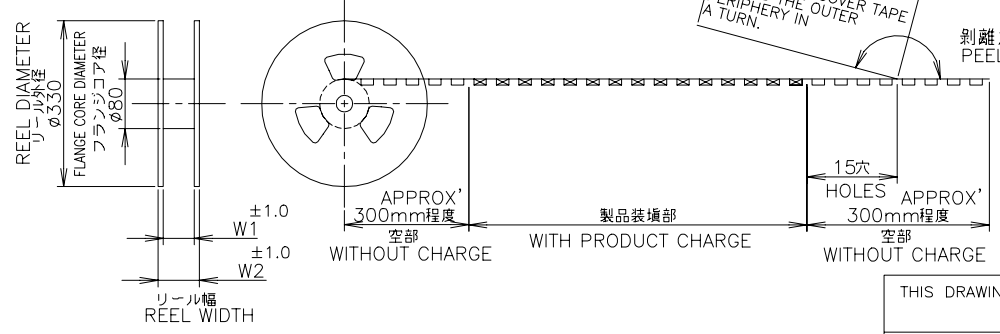 REEL DIAMETER
リール外径
φ330
FLANGE CORE DIAMETER
フランジコア径
φ80
±1.0
W1
±1.0
W2
リール幅
REEL WIDTH
APPROX'
300mm程度
空部
WITHOUT CHARGE
製品装塡部
WITH PRODUCT CHARGE
15穴
HOLES
APPROX'
300mm程度
空部
WITHOUT CHARGE
COVER TAPE
THE OUTER
PERIPHERY IN
A TURN.
剥離
PEEL
THIS DRAWIN